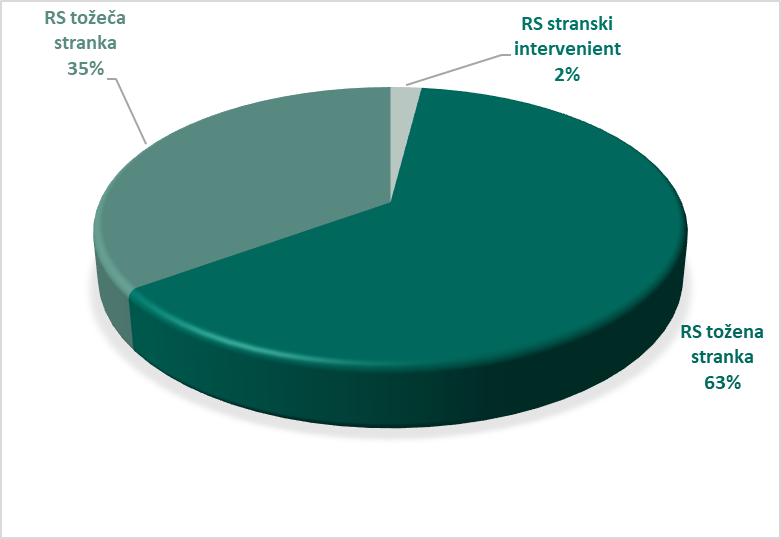 RS tožeča
stranka
35%
RS stranski
intervenient
2%
RS tožena
stranka
63%